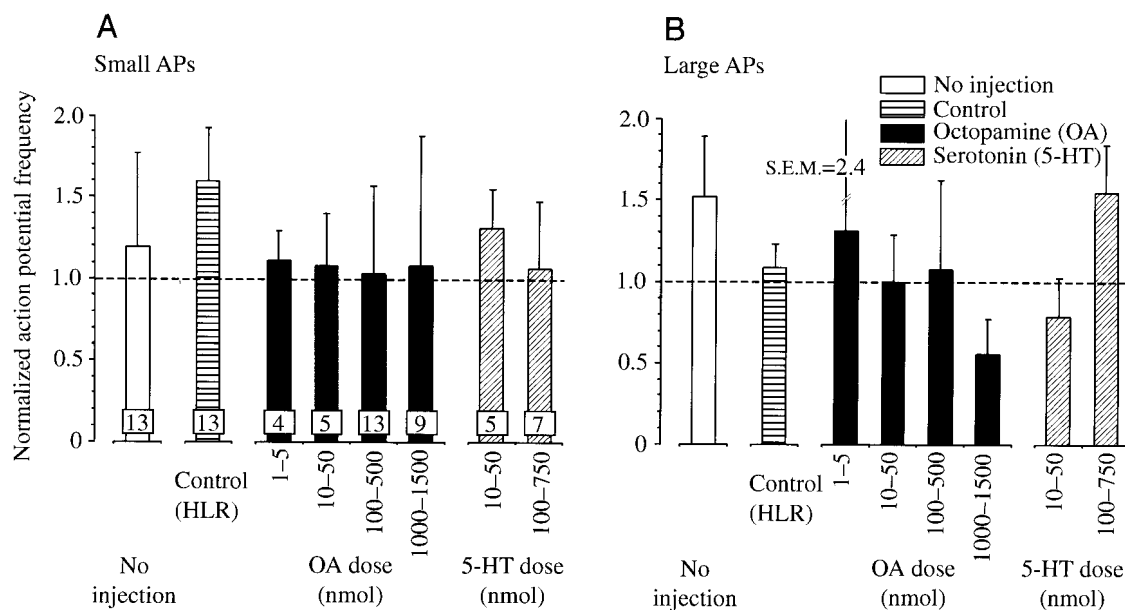 A
Small APs
Normalized action potential frequency
2.0
1.5
1.0
0.5
0
13
13
4
5
13
9
5
7
Control
(HLR)
1–5
10–50
100–500
1000–1500
10–50
100–750
No
injection
OA dose
(nmol)
5-HT dose
(nmol)
B
Large APs
No injection
Control
Octopamine (OA)
Serotonin (5-HT)
S.E.M.=2.4
2.0
1.5
1.0
0.5
0
Control
(HLR)
1–5
10–50
100–500
1000–1500
10–50
100–750
No
injection
OA dose
(nmol)
5-HT dose
(nmol)